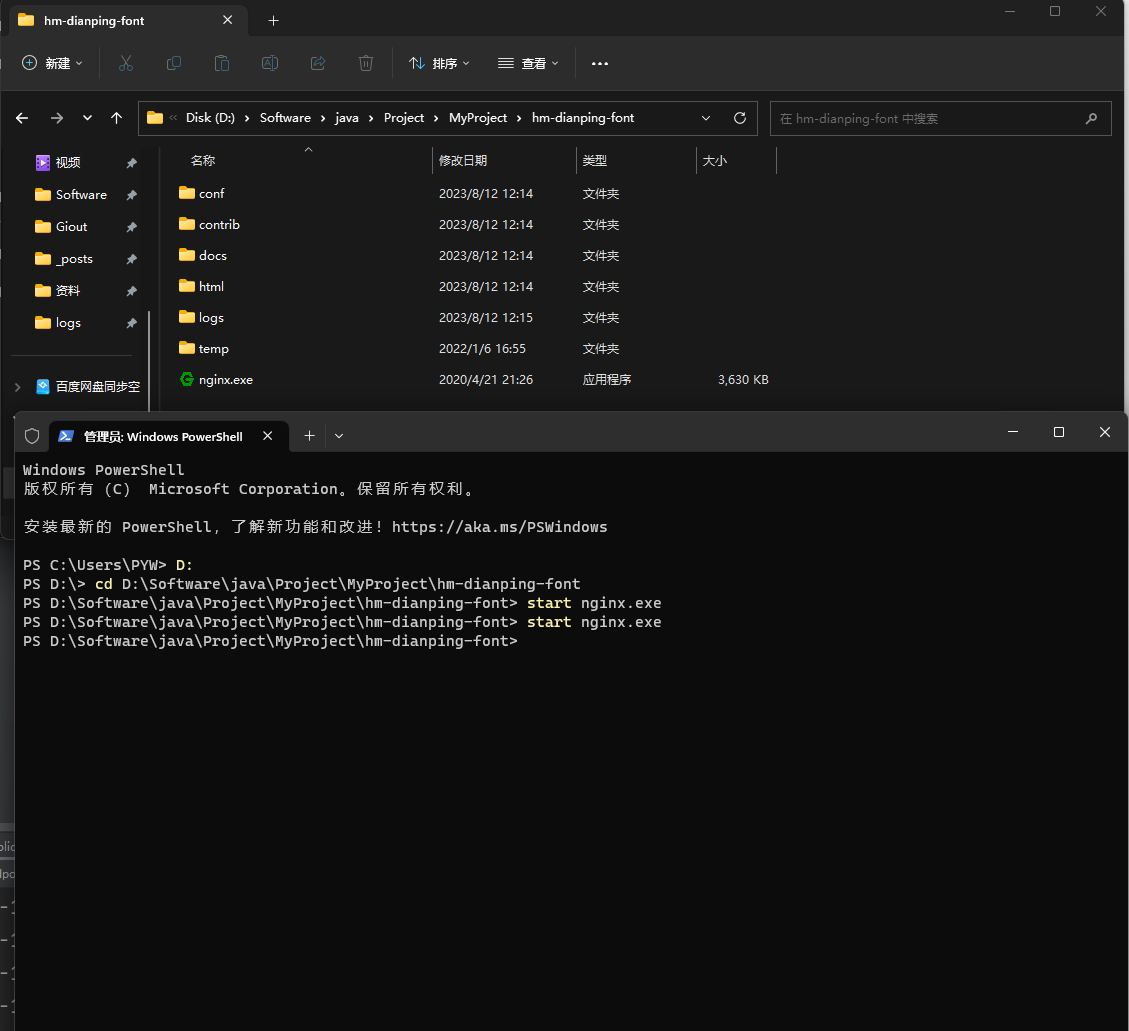 hm-dianping-font
新建
排序
查看
Disk (D:) › Software › java › Project › MyProject › hm-dianping-font
在 hm-dianping-font 中搜索
视频
Software
Giout
_posts
资料
logs
百度网盘同步空
名称 修改日期 类型 大小
conf 2023/8/12 12:14 文件夹
contrib 2023/8/12 12:14 文件夹
docs 2023/8/12 12:14 文件夹
html 2023/8/12 12:14 文件夹
logs 2023/8/12 12:15 文件夹
temp 2022/1/6 16:55 文件夹
nginx.exe 2020/4/21 21:26 应用程序 3,630 KB
管理员: Windows PowerShell
Windows PowerShell
版权所有 (C) Microsoft Corporation。保留所有权利。
安装最新的 PowerShell，了解新功能和改进！https://aka.ms/PSWindows
PS C:\Users\PYW> D:
PS D:\> cd D:\Software\java\Project\MyProject\hm-dianping-font
PS D:\Software\java\Project\MyProject\hm-dianping-font> start nginx.exe
PS D:\Software\java\Project\MyProject\hm-dianping-font> start nginx.exe
PS D:\Software\java\Project\MyProject\hm-dianping-font>